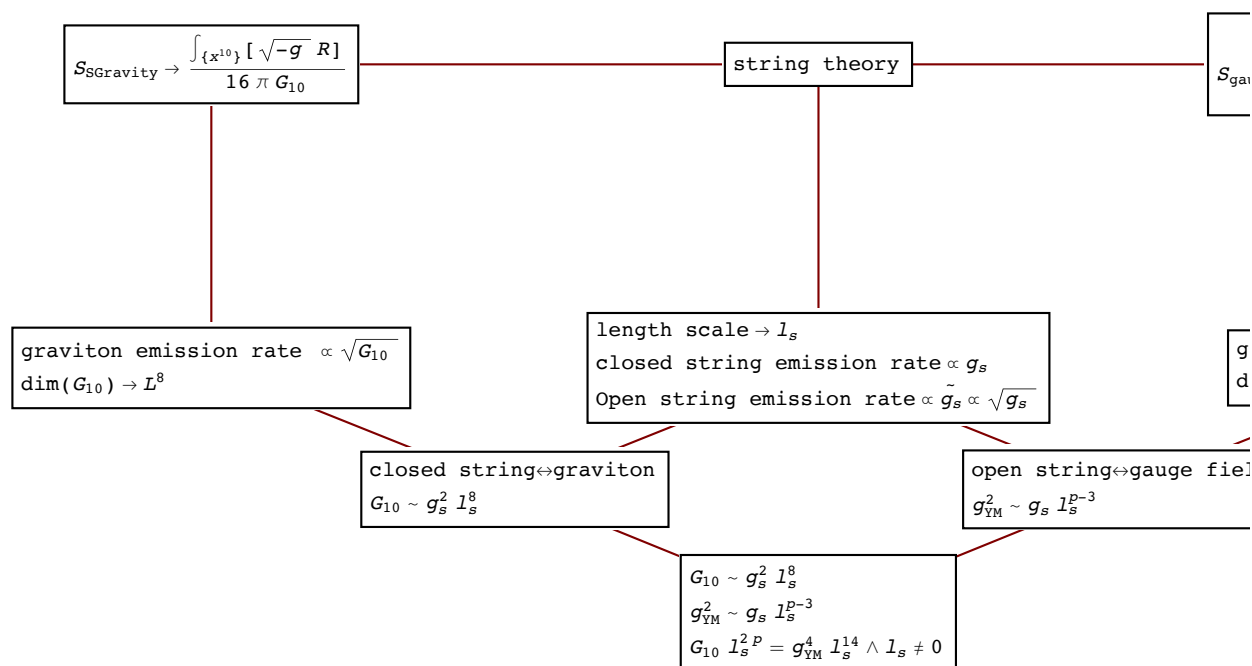 S_SGravity → ∫_{x^10} [√-g R] / 16 π G_10
string theory
S_gau
graviton emission rate ∝ √G_10
dim(G_10) → L^8
length scale → l_s
closed string emission rate ∝ g_s
Open string emission rate ∝ g̃_s ∝ √g_s
g
d
closed string↔graviton
G_10 ~ g_s^2 l_s^8
open string↔gauge fiel
g_YM^2 ~ g_s l_s^{p-3}
G_10 ~ g_s^2 l_s^8
g_YM^2 ~ g_s l_s^{p-3}
G_10 l_s^{2 p} = g_YM^4 l_s^14 ∧ l_s ≠ 0